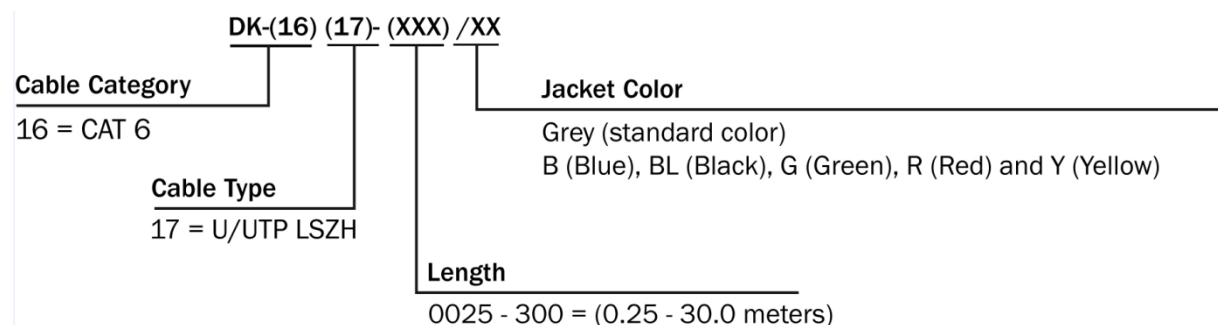 DK-(16) (17)- (XXX) /XX
Cable Category
16 = CAT 6
Jacket Color
Grey (standard color)
B (Blue), BL (Black), G (Green), R (Red) and Y (Yellow)
Cable Type
17 = U/UTP LSZH
Length
0025 - 300 = (0.25 - 30.0 meters)